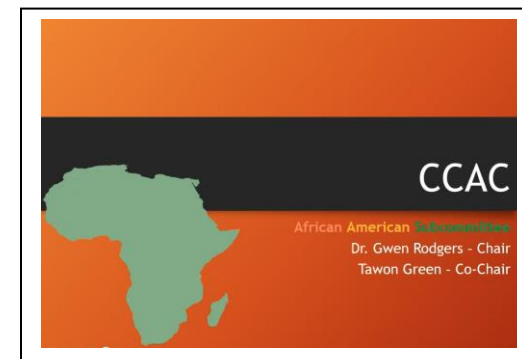 CCAC
African American Subcommittee
Dr. Gwen Rodgers - Chair
Tawon Green - Co-Chair